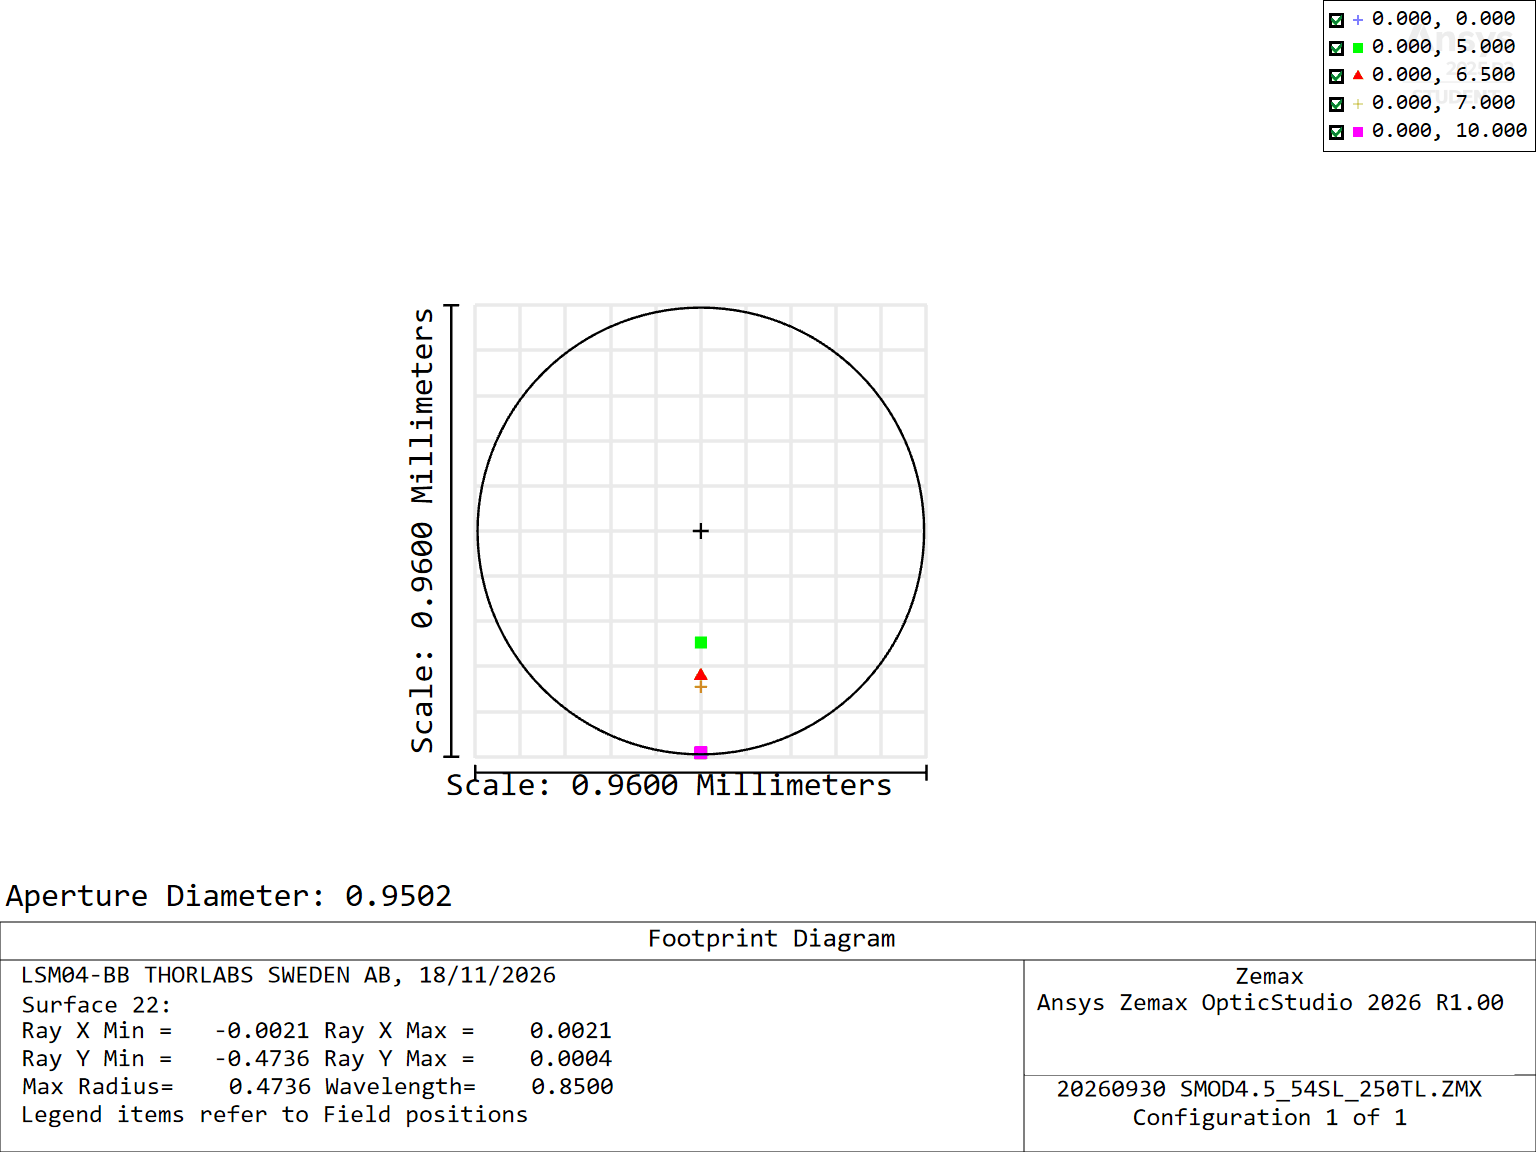 Ansys
2025 R2
STUDENT
0.000, 0.000
0.000, 5.000
0.000, 6.500
0.000, 7.000
0.000, 10.000
Scale: 0.9600 Millimeters
Scale: 0.9600 Millimeters
Aperture Diameter: 0.9502
Footprint Diagram
LSM04-BB THORLABS SWEDEN AB, 18/11/2026
Surface 22:
Ray X Min = -0.0021 Ray X Max = 0.0021
Ray Y Min = -0.4736 Ray Y Max = 0.0004
Max Radius= 0.4736 Wavelength= 0.8500
Legend items refer to Field positions
Zemax
Ansys Zemax OpticStudio 2026 R1.00
20260930 SMOD4.5_54SL_250TL.ZMX
Configuration 1 of 1